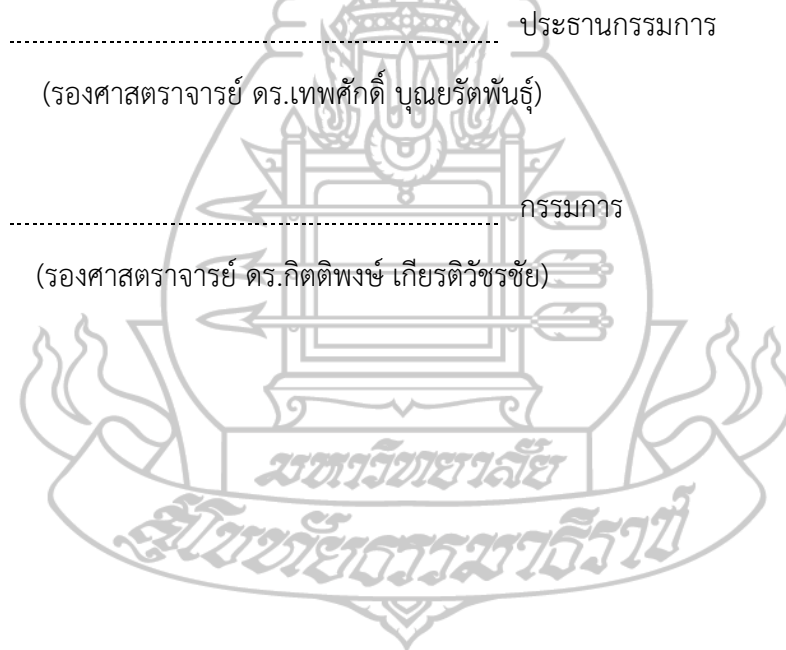 ประธานกรรมการ
(รองศาสตราจารย์ ดร.เทพศักดิ์ บุณยรัตพันธุ์)
กรรมการ
(รองศาสตราจารย์ ดร.กิตติพงษ์ เกียรติวัชรชัย)
มหาวิทยาลัย
สุโขทัยธรรมาธิราช